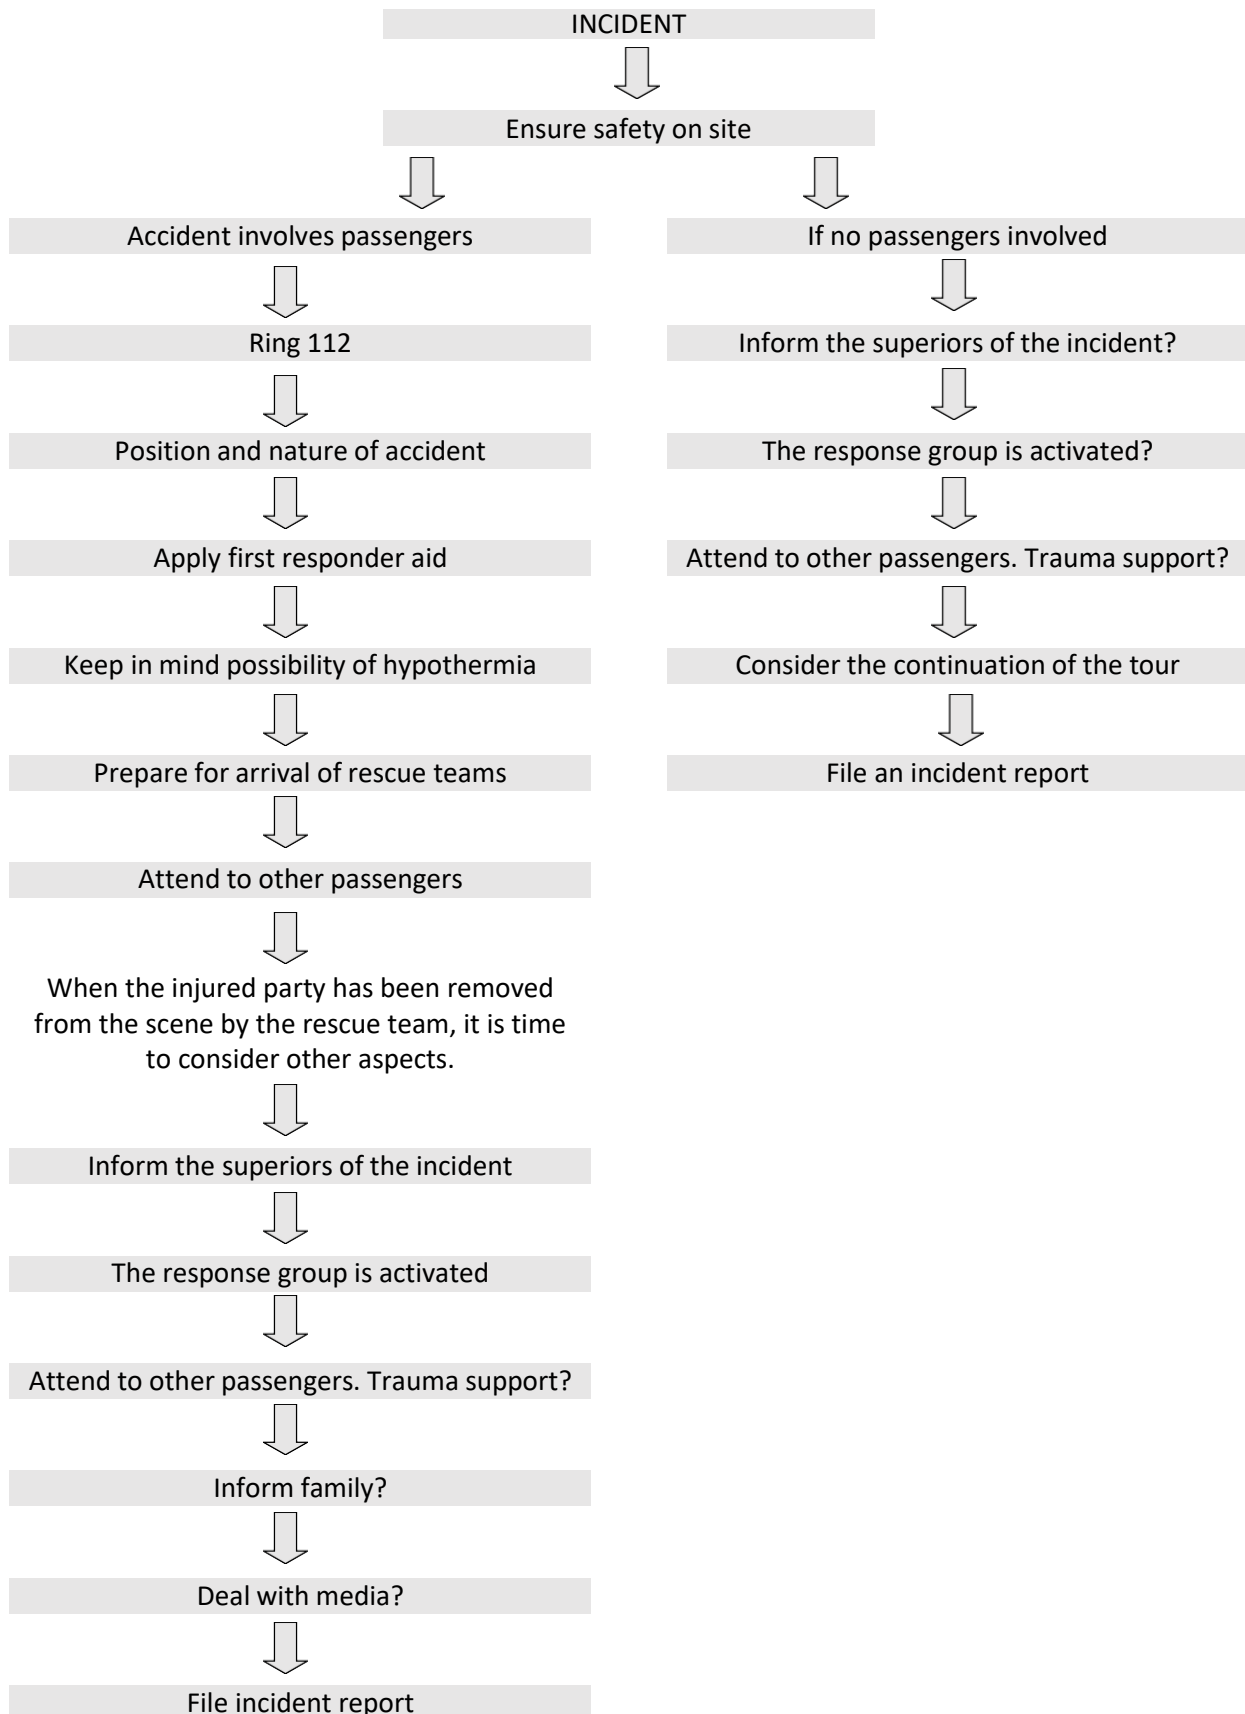 INCIDENT
Ensure safety on site
Accident involves passengers
Ring 112
Position and nature of accident
Apply first responder aid
Keep in mind possibility of hypothermia
Prepare for arrival of rescue teams
Attend to other passengers
When the injured party has been removed
from the scene by the rescue team, it is time
to consider other aspects.
Inform the superiors of the incident
The response group is activated
Attend to other passengers. Trauma support?
Inform family?
Deal with media?
File incident report
If no passengers involved
Inform the superiors of the incident?
The response group is activated?
Attend to other passengers. Trauma support?
Consider the continuation of the tour
File an incident report